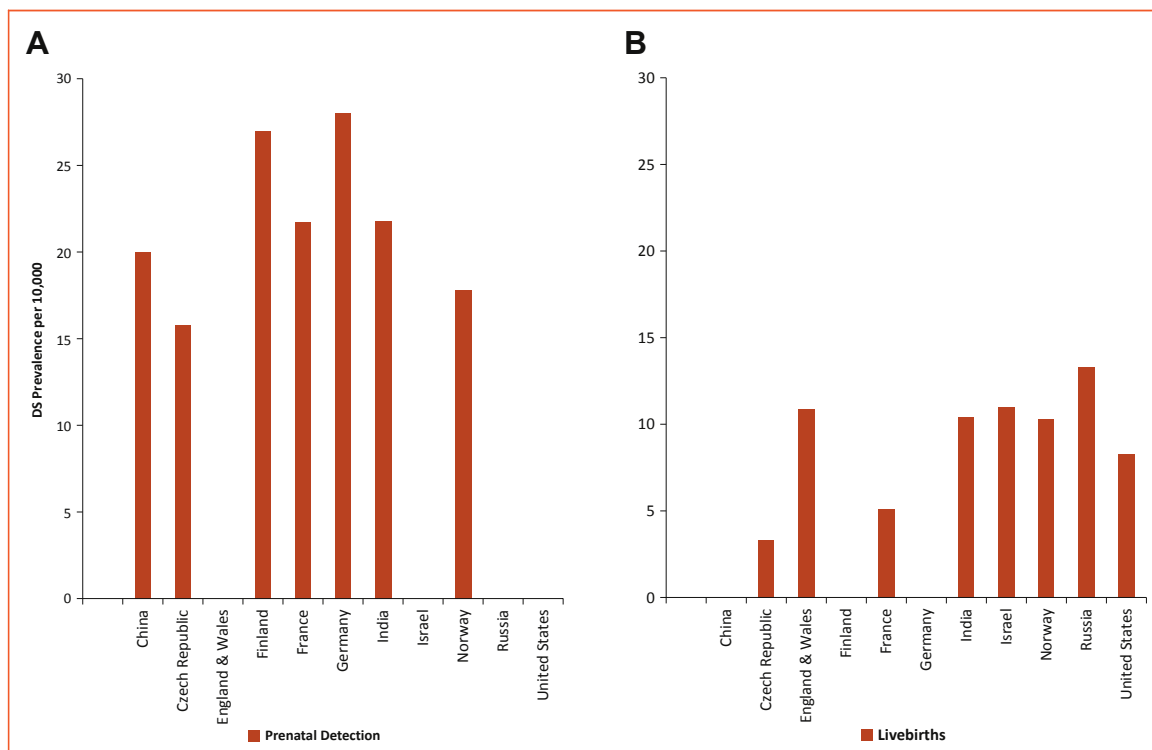 A
30
25
20
15
10
5
0
DS Prevalence per 10,000
China
Czech Republic
England & Wales
Finland
France
Germany
India
Israel
Norway
Russia
United States
Prenatal Detection
B
30
25
20
15
10
5
0
China
Czech Republic
England & Wales
Finland
France
Germany
India
Israel
Norway
Russia
United States
Livebirths